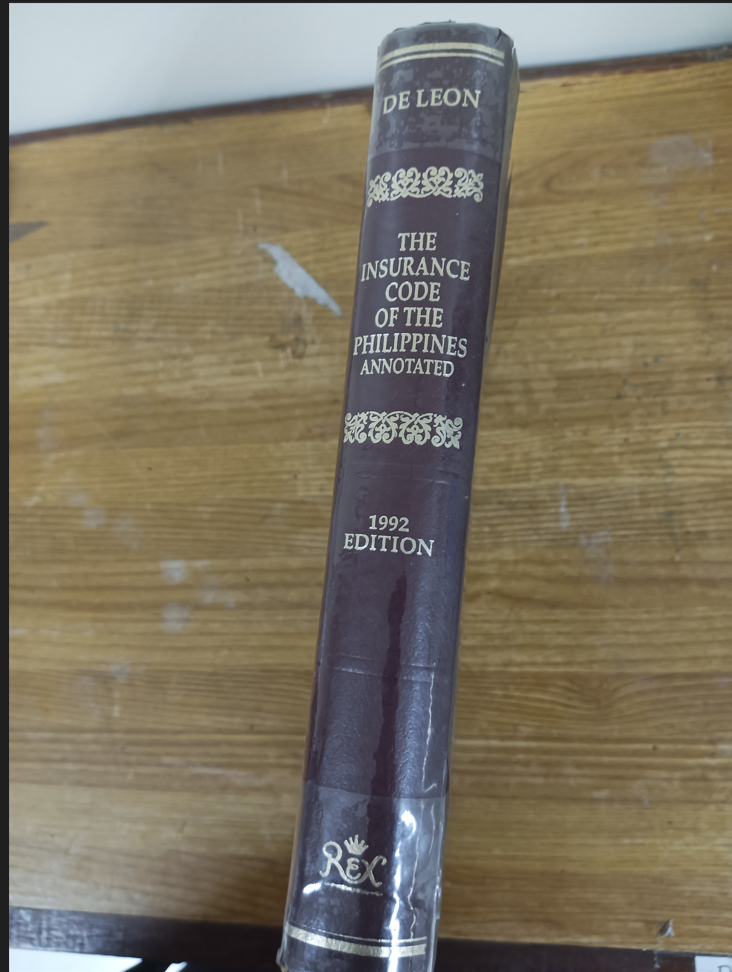 DE LEON
THE
INSURANCE
CODE
OF THE
PHILIPPINES
ANNOTATED
1992
EDITION
REX